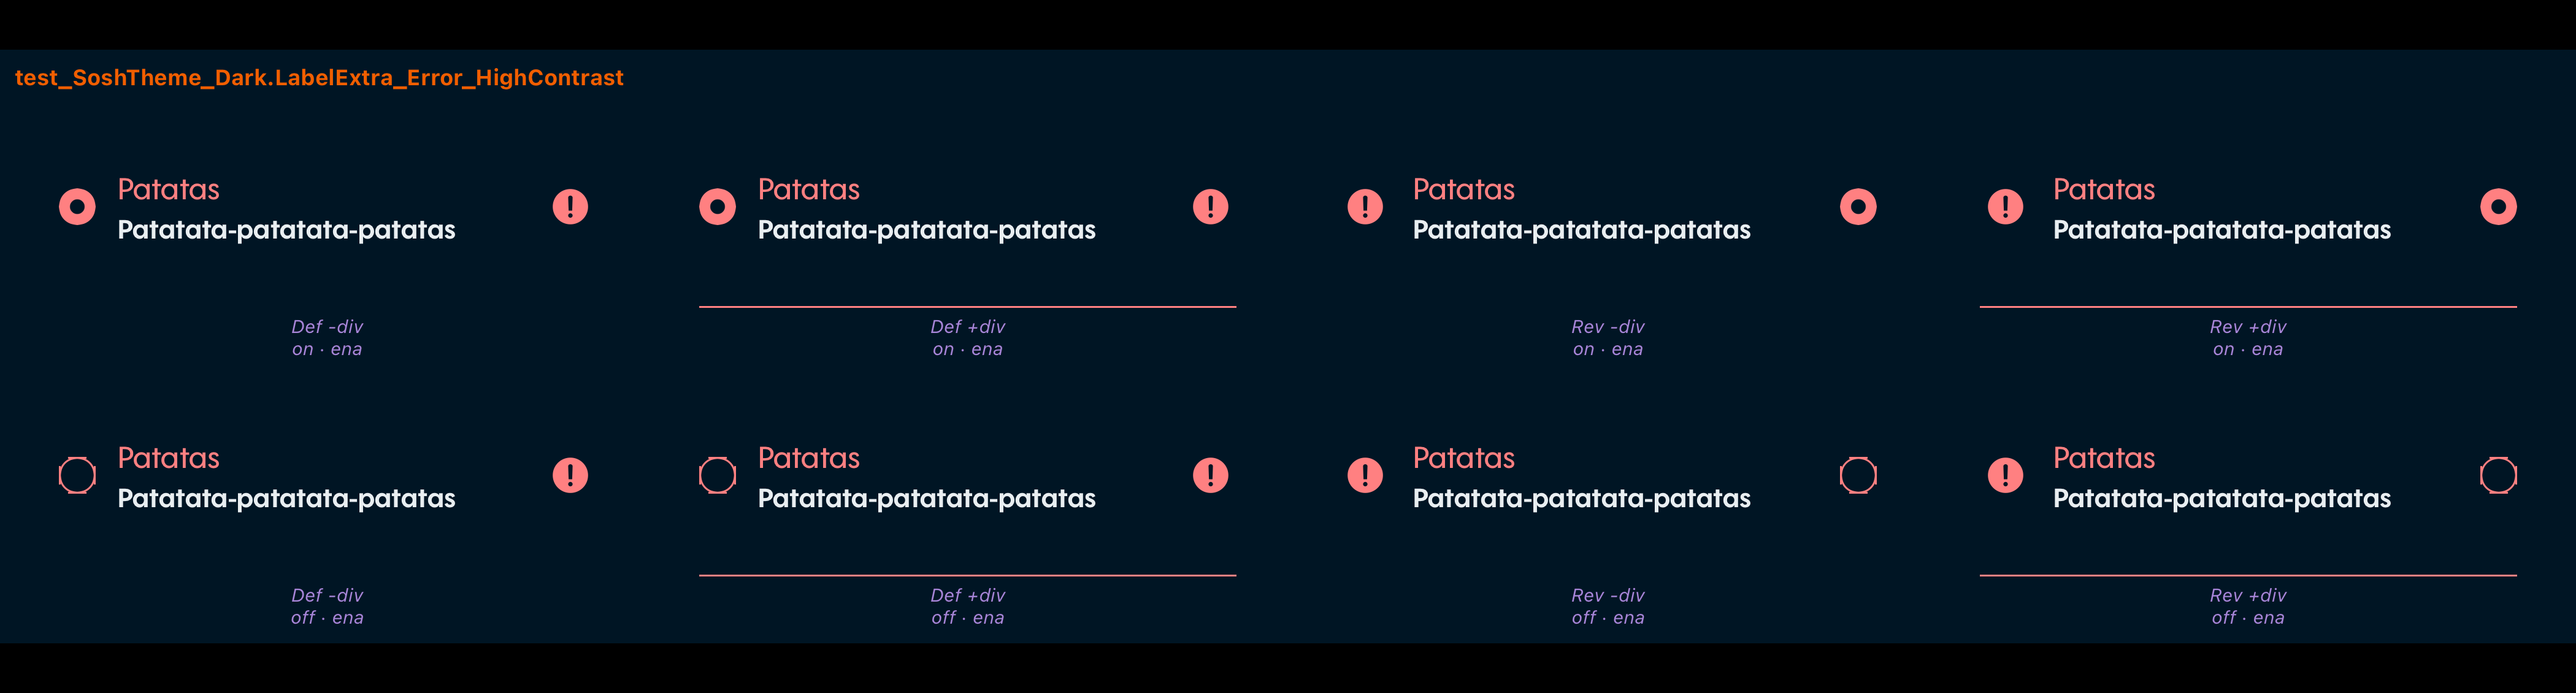 test_SoshTheme_Dark.LabelExtra_Error_HighContrast
Patatas
Patatata-patatata-patatas
Def -div
on · ena
Patatas
Patatata-patatata-patatas
Def +div
on · ena
Patatas
Patatata-patatata-patatas
Rev -div
on · ena
Patatas
Patatata-patatata-patatas
Rev +div
on · ena
Patatas
Patatata-patatata-patatas
Def -div
off · ena
Patatas
Patatata-patatata-patatas
Def +div
off · ena
Patatas
Patatata-patatata-patatas
Rev -div
off · ena
Patatas
Patatata-patatata-patatas
Rev +div
off · ena